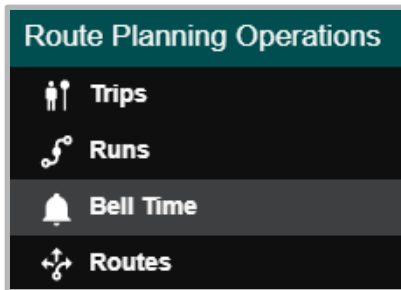 Route Planning Operations
Trips
Runs
Bell Time
Routes